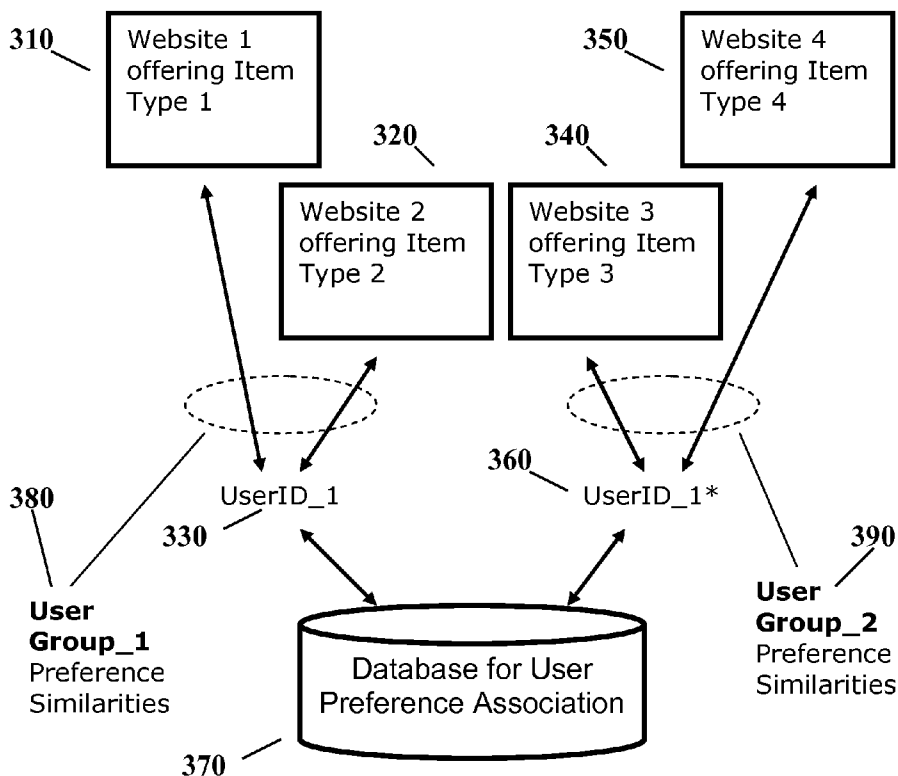 310
Website 1
offering Item
Type 1
350
Website 4
offering Item
Type 4
320
Website 2
offering Item
Type 2
340
Website 3
offering Item
Type 3
380
UserID_1
330
360
UserID_1*
390
User
Group_1
Preference
Similarities
User
Group_2
Preference
Similarities
Database for User
Preference Association
370